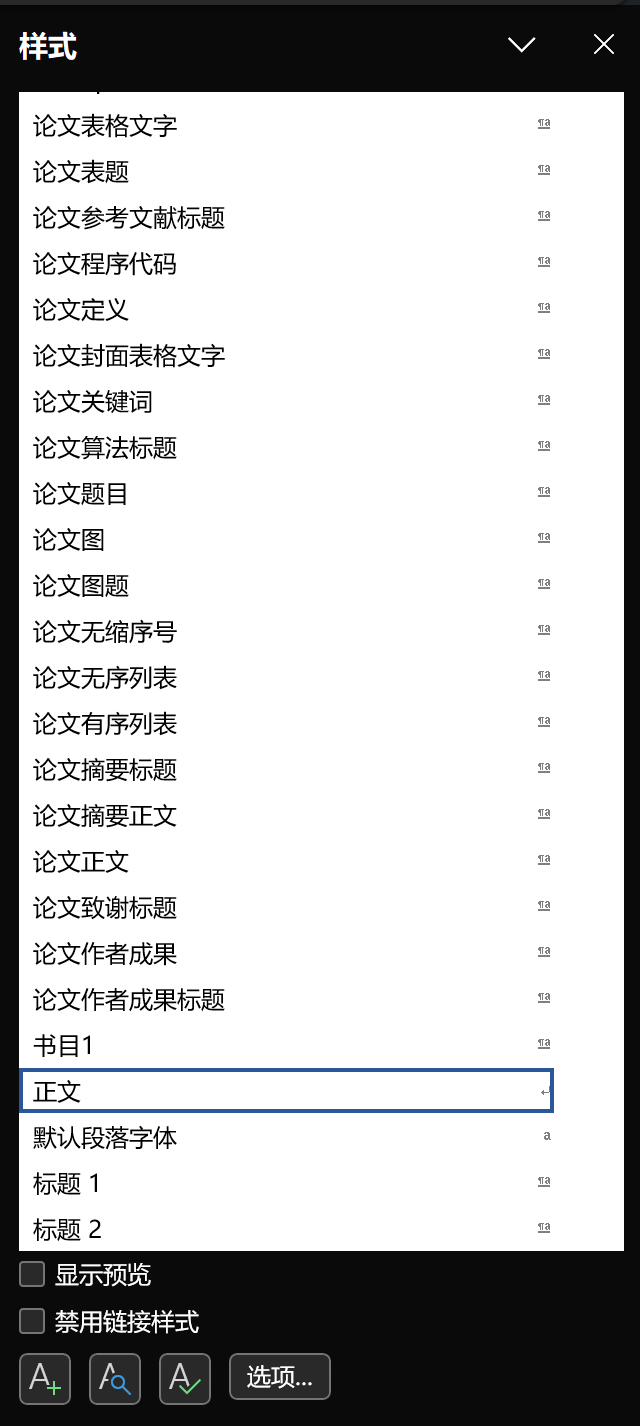 样式
论文表格文字
论文表题
论文参考文献标题
论文程序代码
论文定义
论文封面表格文字
论文关键词
论文算法标题
论文题目
论文图
论文图题
论文无缩序号
论文无序列表
论文有序列表
论文摘要标题
论文摘要正文
论文正文
论文致谢标题
论文作者成果
论文作者成果标题
书目1
正文
默认段落字体 a
标题 1
标题 2
显示预览
禁用链接样式
选项...